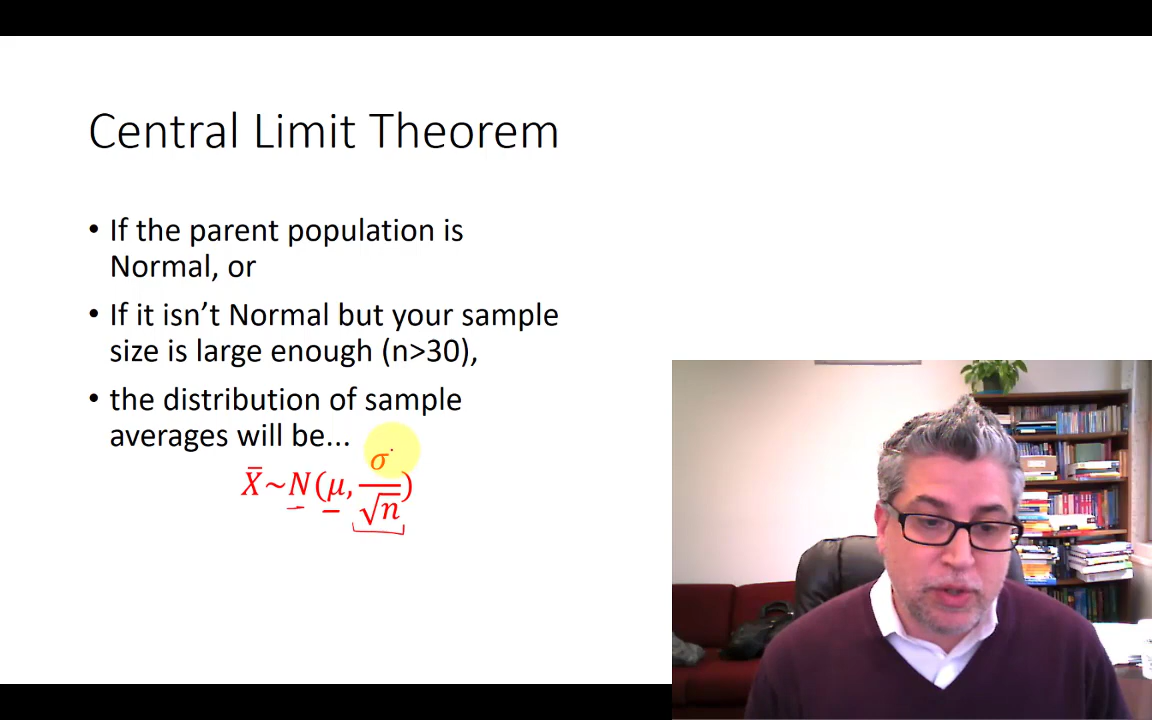 Central Limit Theorem
• If the parent population is
Normal, or
• If it isn’t Normal but your sample
size is large enough (n>30),
• the distribution of sample
averages will be...
X̄~N(μ, σ/√n)